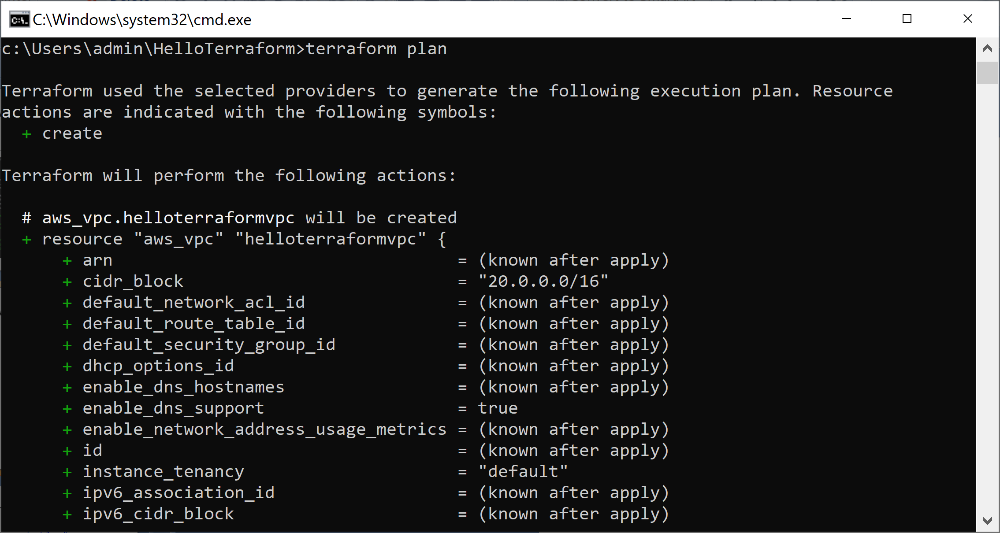 C:\Windows\system32\cmd.exe
c:\Users\admin\HelloTerraform>terraform plan
Terraform used the selected providers to generate the following execution plan. Resource
actions are indicated with the following symbols:
+ create
Terraform will perform the following actions:
# aws_vpc.helloterraformvpc will be created
+ resource "aws_vpc" "helloterraformvpc" {
+ arn = (known after apply)
+ cidr_block = "20.0.0.0/16"
+ default_network_acl_id = (known after apply)
+ default_route_table_id = (known after apply)
+ default_security_group_id = (known after apply)
+ dhcp_options_id = (known after apply)
+ enable_dns_hostnames = (known after apply)
+ enable_dns_support = true
+ enable_network_address_usage_metrics = (known after apply)
+ id = (known after apply)
+ instance_tenancy = "default"
+ ipv6_association_id = (known after apply)
+ ipv6_cidr_block = (known after apply)